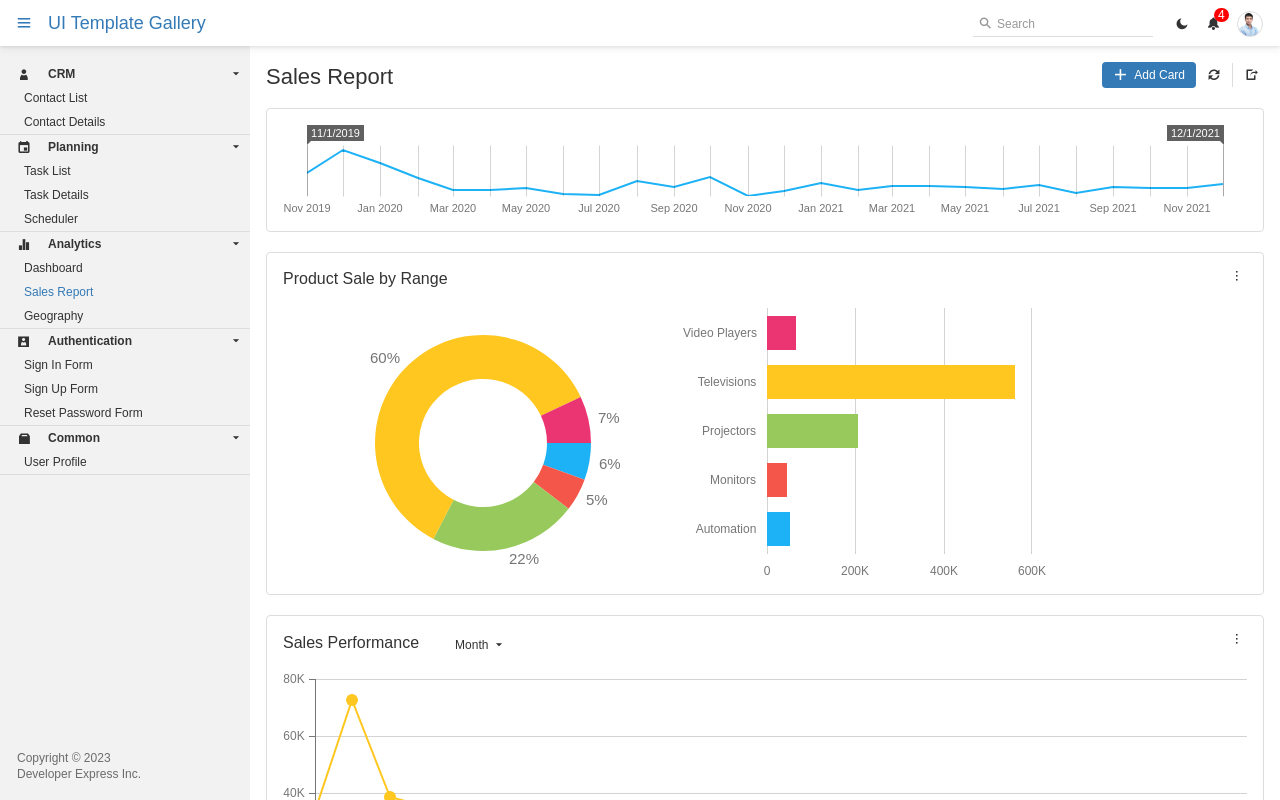 UI Template Gallery
Search
4
CRM
Contact List
Contact Details
Planning
Task List
Task Details
Scheduler
Analytics
Dashboard
Sales Report
Geography
Authentication
Sign In Form
Sign Up Form
Reset Password Form
Common
User Profile
Copyright © 2023
Developer Express Inc.
Sales Report
Add Card
11/1/2019 12/1/2021
Nov 2019 Jan 2020 Mar 2020 May 2020 Jul 2020 Sep 2020 Nov 2020 Jan 2021 Mar 2021 May 2021 Jul 2021 Sep 2021 Nov 2021
Product Sale by Range
60%
7%
6%
5%
22%
Video Players
Televisions
Projectors
Monitors
Automation
0 200K 400K 600K
Sales Performance
Month
80K
60K
40K